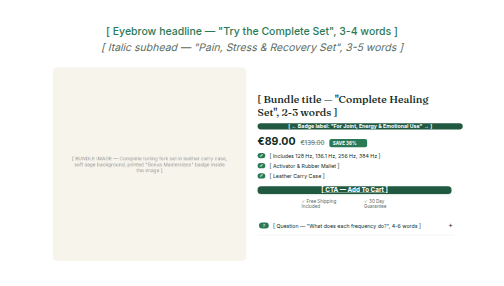 [ Eyebrow headline — "Try the Complete Set", 3-4 words ]
[ Italic subhead — "Pain, Stress & Recovery Set", 3-5 words ]
[ BUNDLE IMAGE — Complete tuning fork set in leather carry case,
soft sage background, printed "Bonus Masterclass" badge inside
this image ]
[ Bundle title — "Complete Healing
Set", 2-3 words ]
[ ← Badge label: "For Joint, Energy & Emotional Use" → ]
€89.00 €139.00 SAVE 36%
✓ [ Includes 128 Hz, 136.1 Hz, 256 Hz, 384 Hz ]
✓ [ Activator & Rubber Mallet ]
✓ [ Leather Carry Case ]
[ CTA — Add To Cart ]
✓ Free Shipping
Included
✓ 30 Day
Guarantee
? [ Question — "What does each frequency do?", 4-6 words ] +